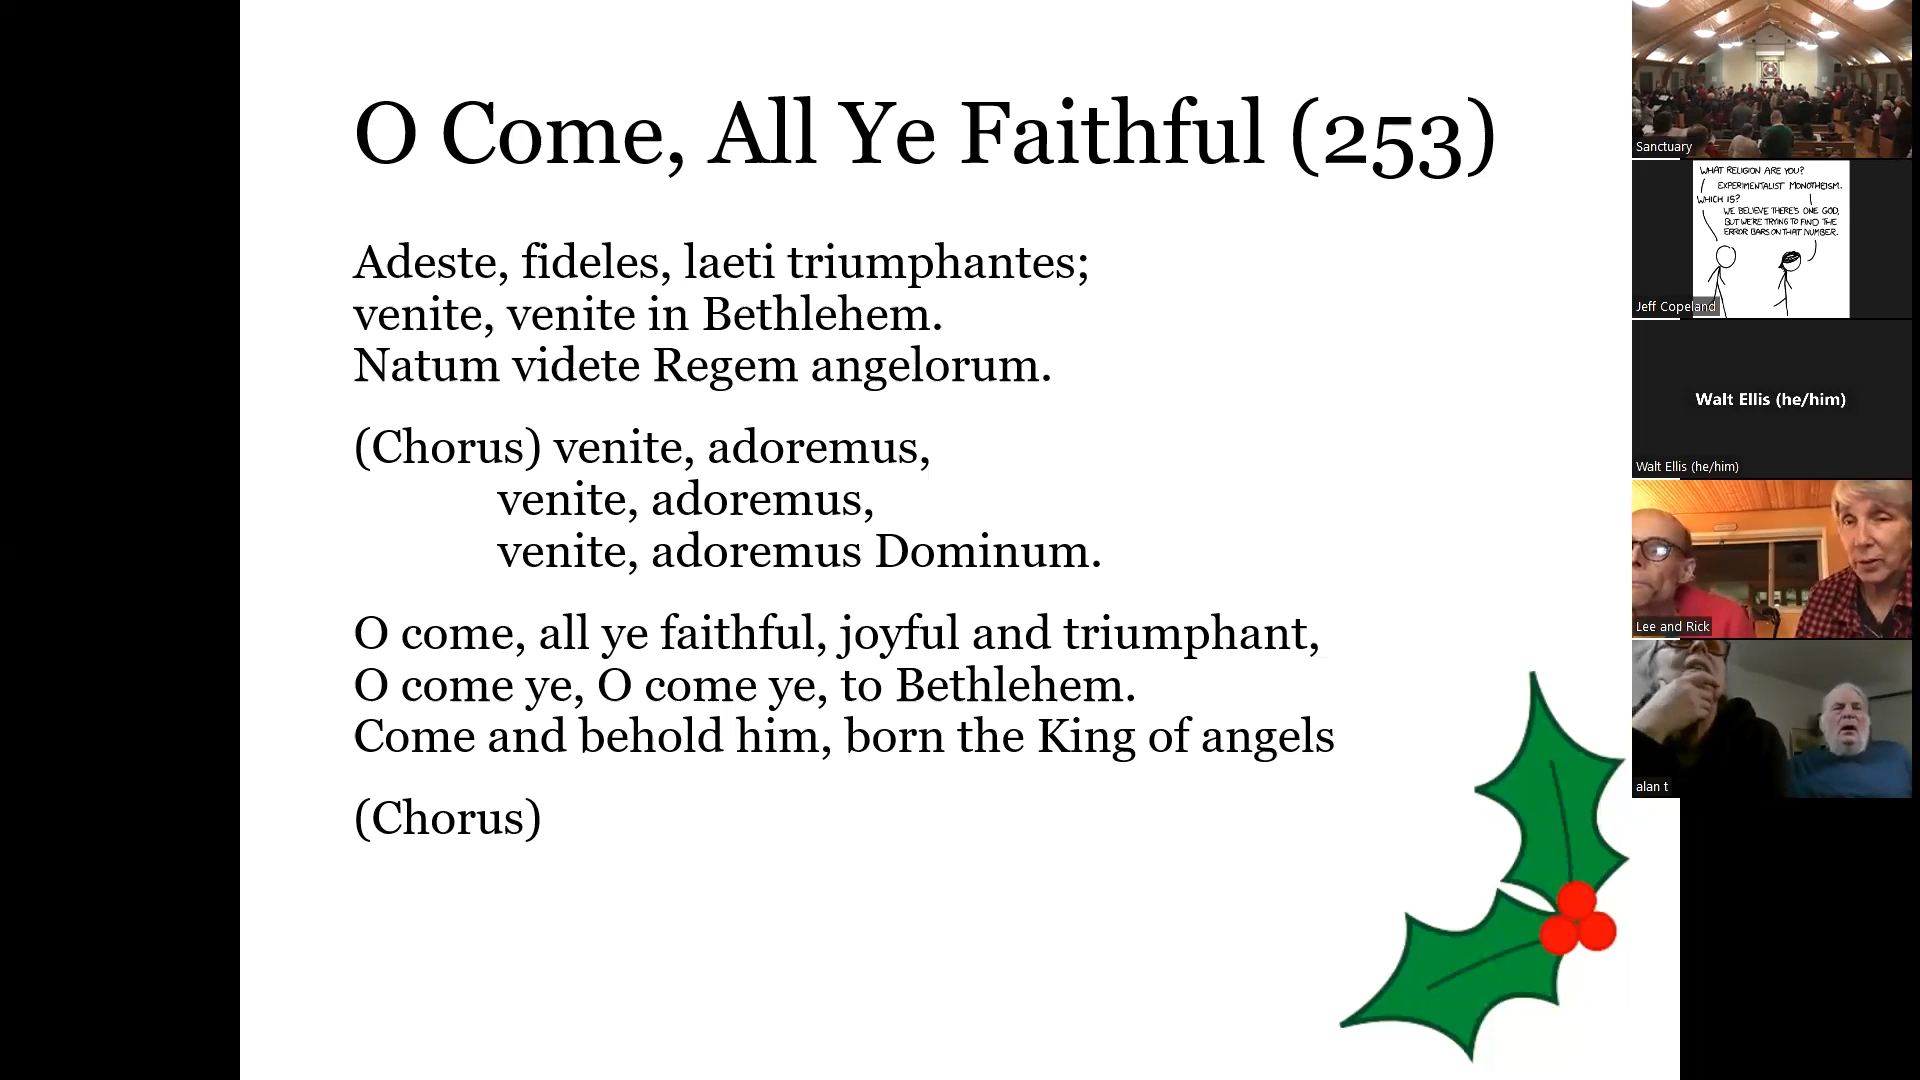 O Come, All Ye Faithful (253)
Adeste, fideles, laeti triumphantes;
venite, venite in Bethlehem.
Natum videte Regem angelorum.
(Chorus) venite, adoremus,
venite, adoremus,
venite, adoremus Dominum.
O come, all ye faithful, joyful and triumphant,
O come ye, O come ye, to Bethlehem.
Come and behold him, born the King of angels
(Chorus)
Sanctuary
WHAT RELIGION ARE YOU?
EXPERIMENTALIST MONOTHEISM.
WHICH IS?
WE BELIEVE THERE'S ONE GOD,
BUT WE'RE TRYING TO FIND THE
ERROR BARS ON THAT NUMBER.
Jeff Copeland
Walt Ellis (he/him)
Walt Ellis (he/him)
Lee and Rick
alan t